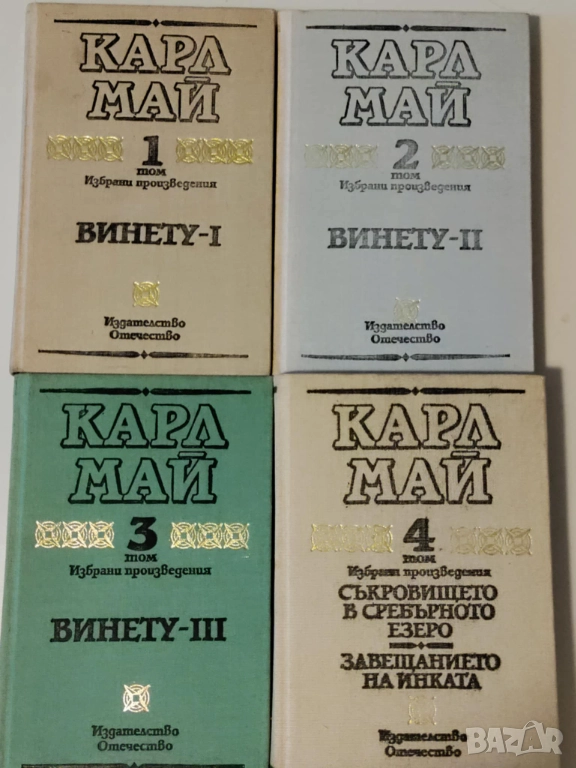 КАРЛ
МАЙ
1
том
Избрани произведения
ВИНЕТУ-I
Издателство
Отечество
КАРЛ
МАЙ
2
том
Избрани произведения
ВИНЕТУ-II
Издателство
Отечество
КАРЛ
МАЙ
3
том
Избрани произведения
ВИНЕТУ-III
Издателство
Отечество
КАРЛ
МАЙ
4
том
Избрани произведения
СЪКРОВИЩЕТО
В СРЕБЪРНОТО
ЕЗЕРО
ЗАВЕЩАНИЕТО
НА ИНКАТА
Издателство
Отечество
BAZAR